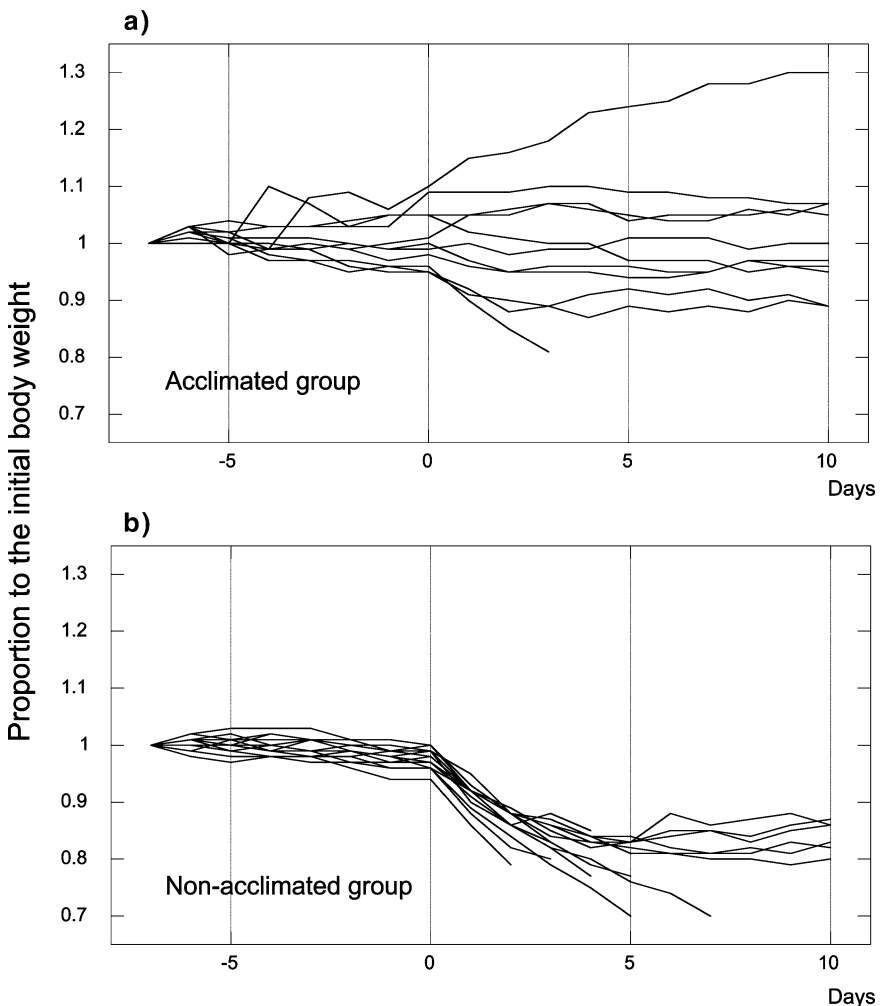 a)
1.3
1.2
1.1
1
0.9
0.8
0.7
Acclimated group
-5 0 5 10
Days
Proportion to the initial body weight
b)
1.3
1.2
1.1
1
0.9
0.8
0.7
Non-acclimated group
-5 0 5 10
Days